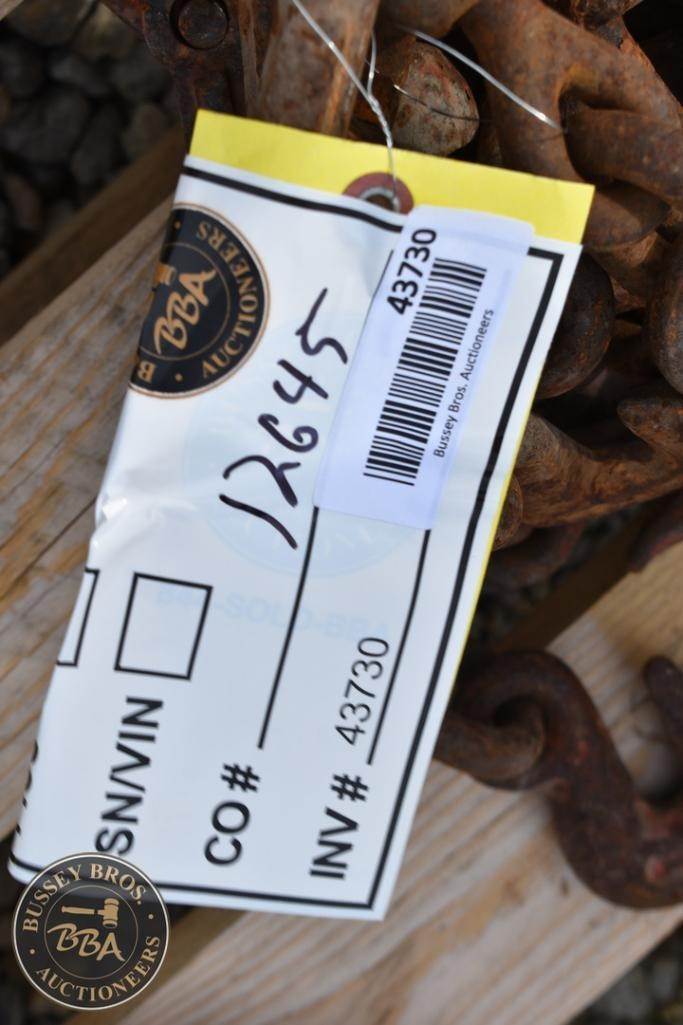 BBA
AUCTIONEERS
12645
43730
Bussey Bros. Auctioneers
SN/VIN
CO #
INV # 43730
BUSSEY BROS.
BBA
AUCTIONEERS